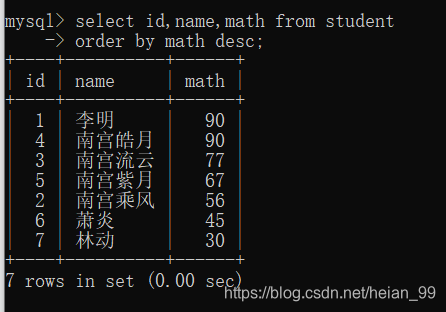 mysql> select id,name,math from student
    -> order by math desc;
+----+----------+------+
| id | name     | math |
+----+----------+------+
|  1 | 李明     |   90 |
|  4 | 南宫皓月 |   90 |
|  3 | 南宫流云 |   77 |
|  5 | 南宫紫月 |   67 |
|  2 | 南宫乘风 |   56 |
|  6 | 萧炎     |   45 |
|  7 | 林动     |   30 |
+----+----------+------+
7 rows in set (0.00 sec)
https://blog.csdn.net/heian_99